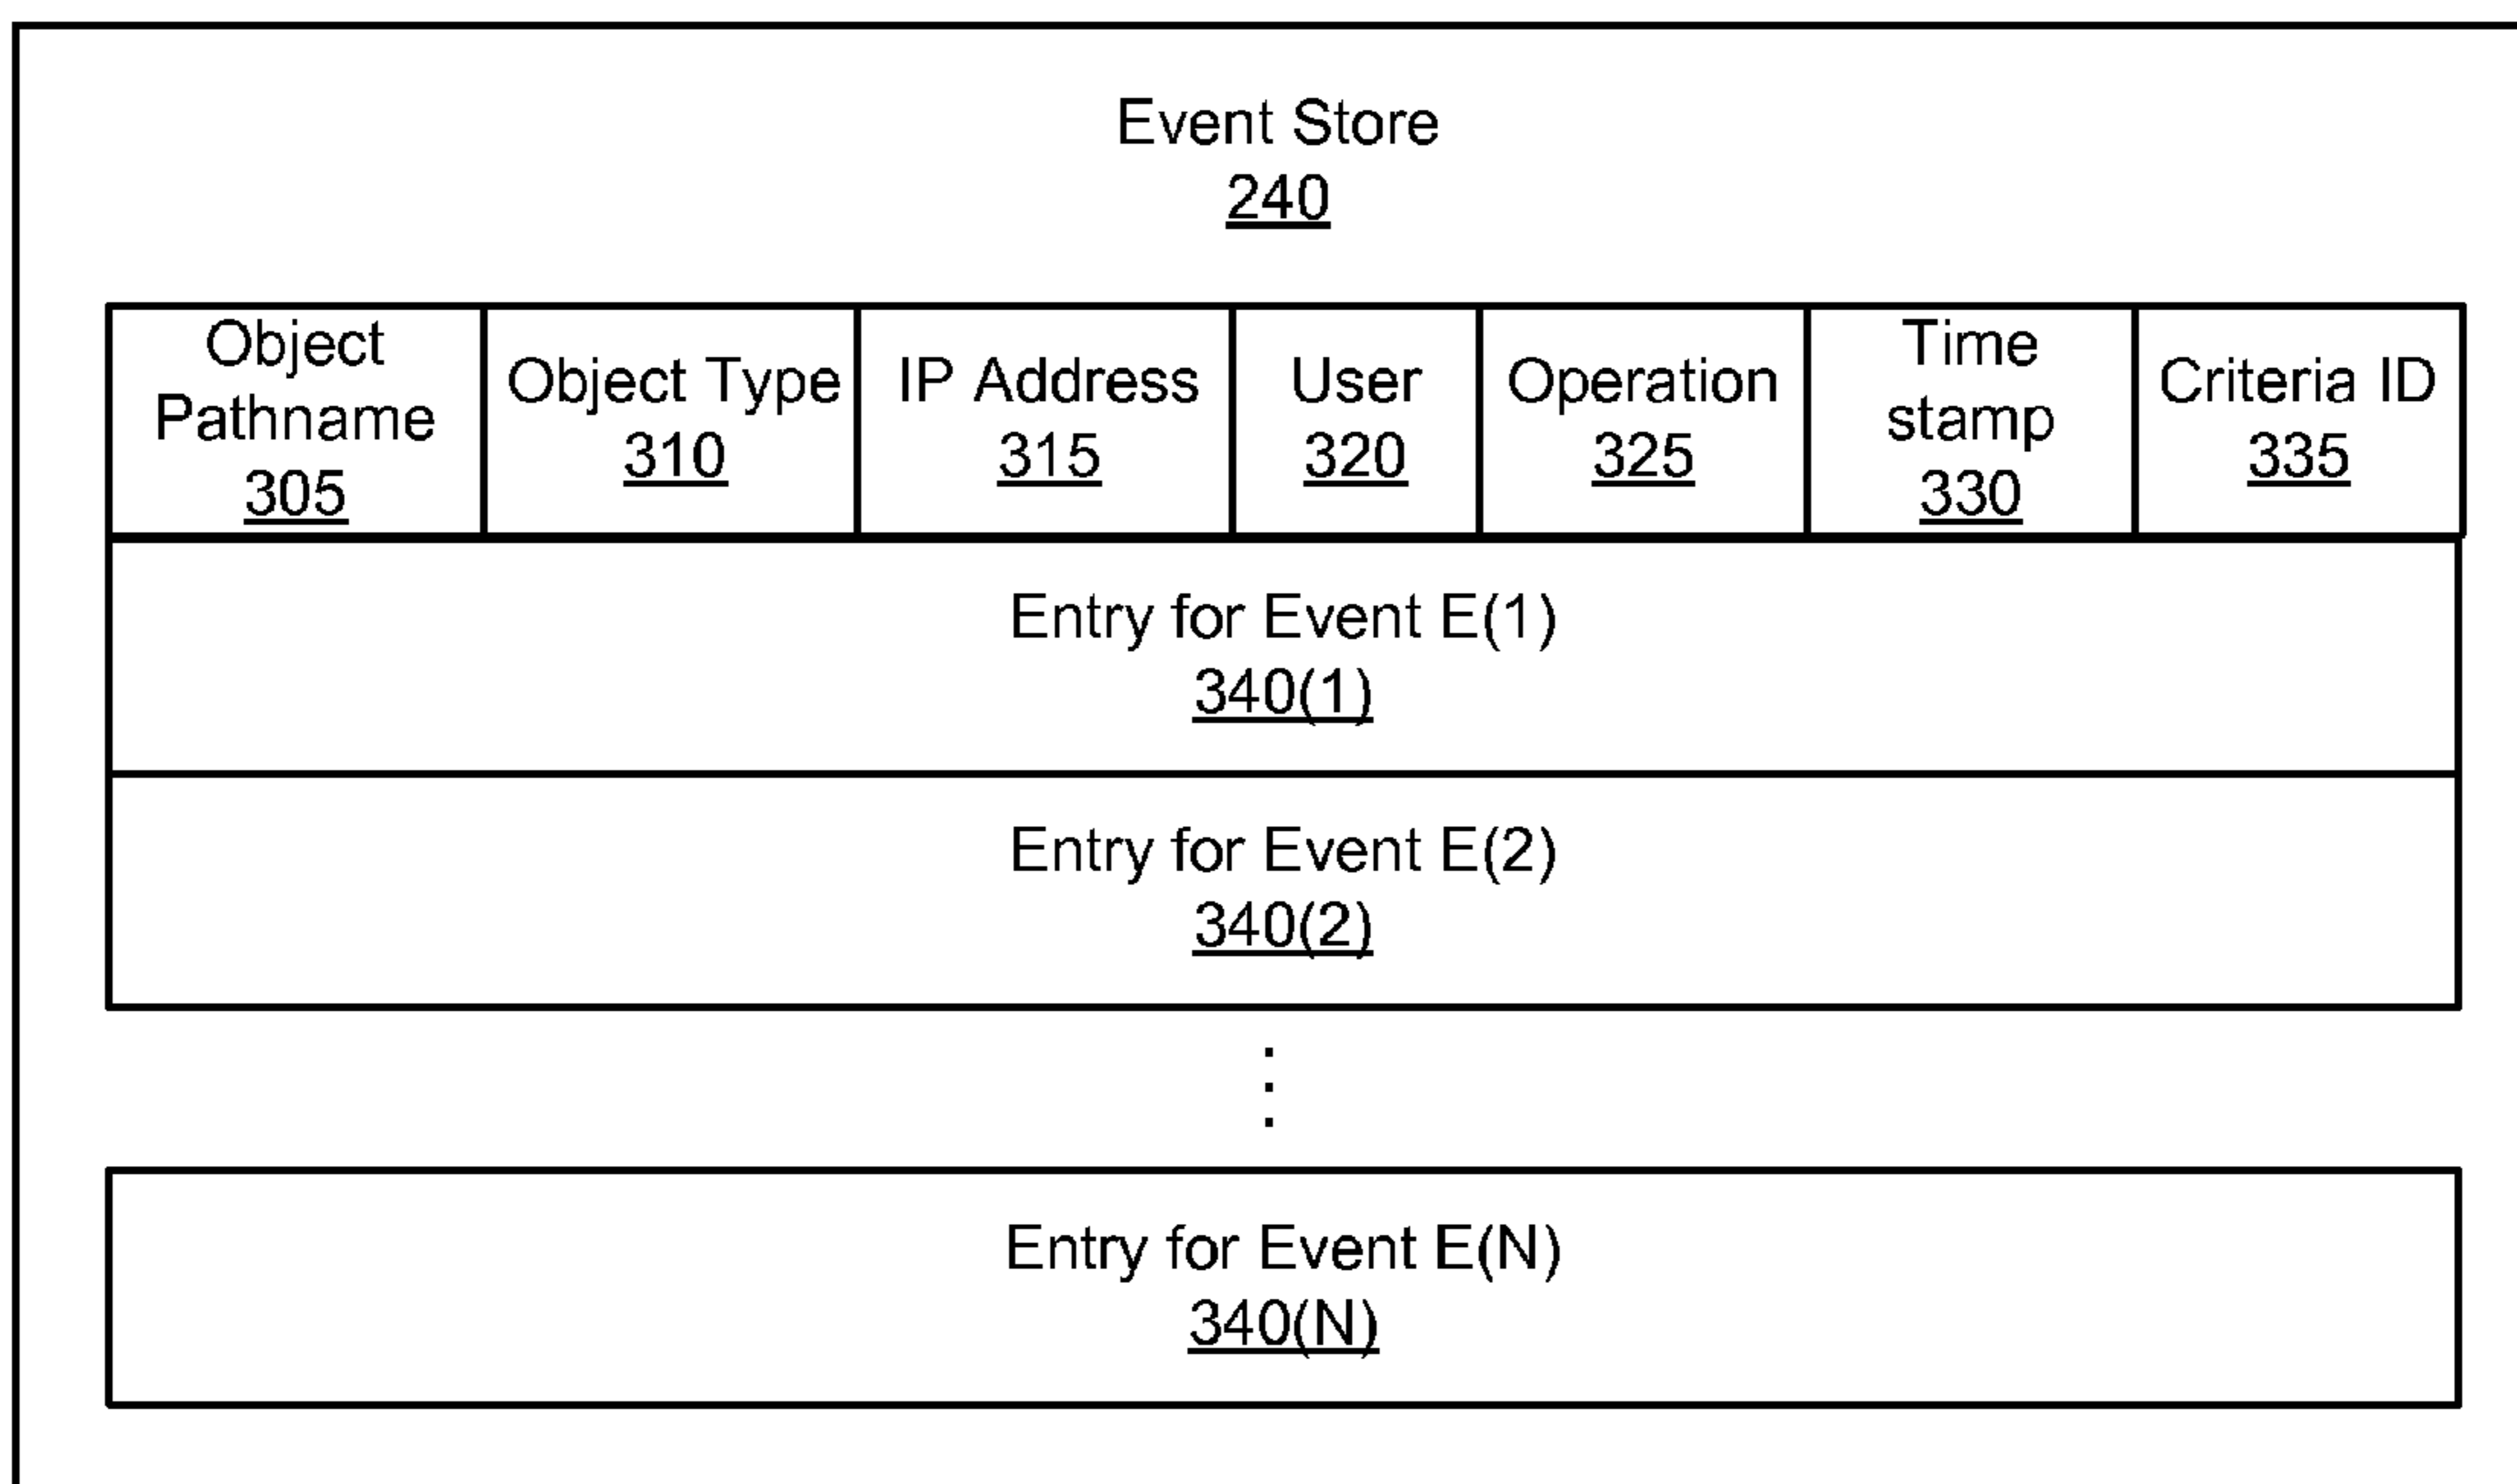 Event Store
240
Object
Pathname
305
Object Type
310
IP Address
315
User
320
Operation
325
Time
stamp
330
Criteria ID
335
Entry for Event E(1)
340(1)
Entry for Event E(2)
340(2)
Entry for Event E(N)
340(N)